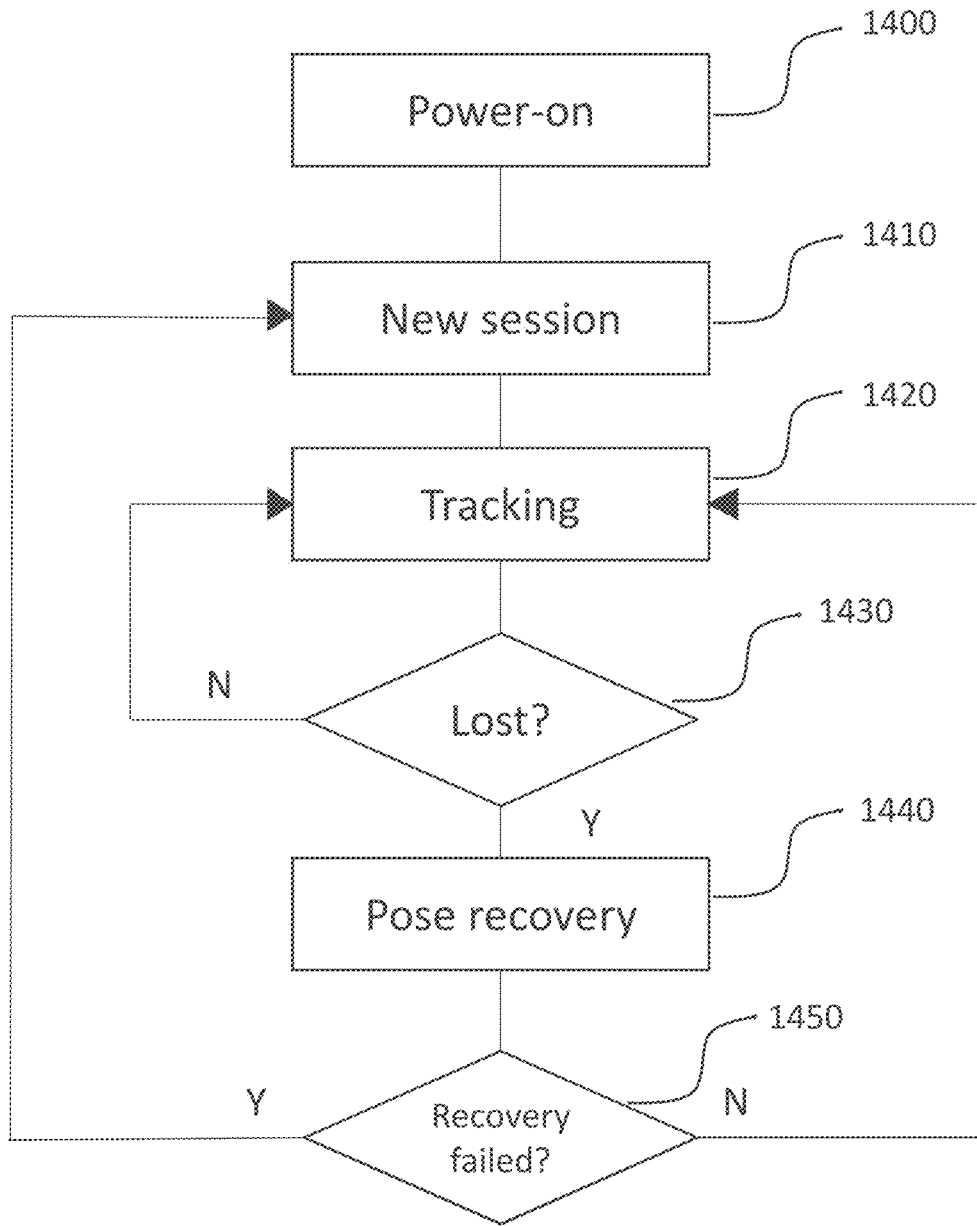 1400
Power-on
1410
New session
1420
Tracking
1430
N
Lost?
Y
1440
Pose recovery
1450
Y
N
Recovery
failed?